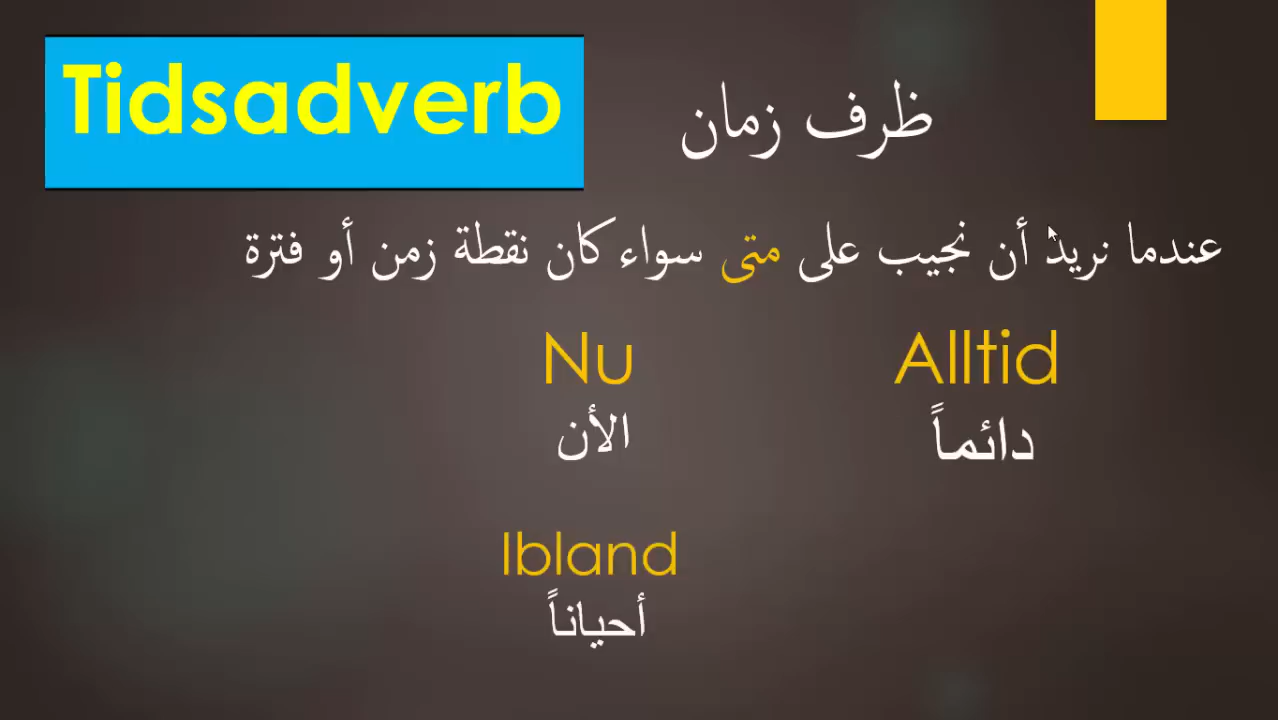 Tidsadverb
ظرف زمان
عندما نريد أن نجيب على متى سواء كان نقطة زمن أو فترة
Alltid
دائماً
Nu
الأن
Ibland
أحياناً